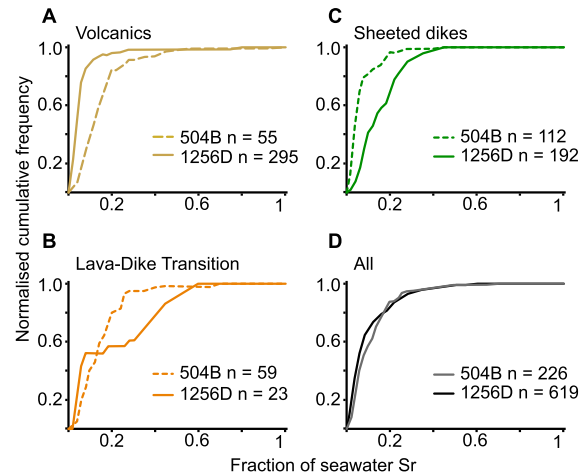 A Volcanics
1.0
0.6
0.2
504B n = 55
1256D n = 295
0.2 0.6 1
C Sheeted dikes
1.0
0.6
0.2
504B n = 112
1256D n = 192
0.2 0.6 1
B Lava-Dike Transition
1.0
0.6
0.2
504B n = 59
1256D n = 23
0.2 0.6 1
D All
1.0
0.6
0.2
504B n = 226
1256D n = 619
0.2 0.6 1
Normalised cumulative frequency
Fraction of seawater Sr